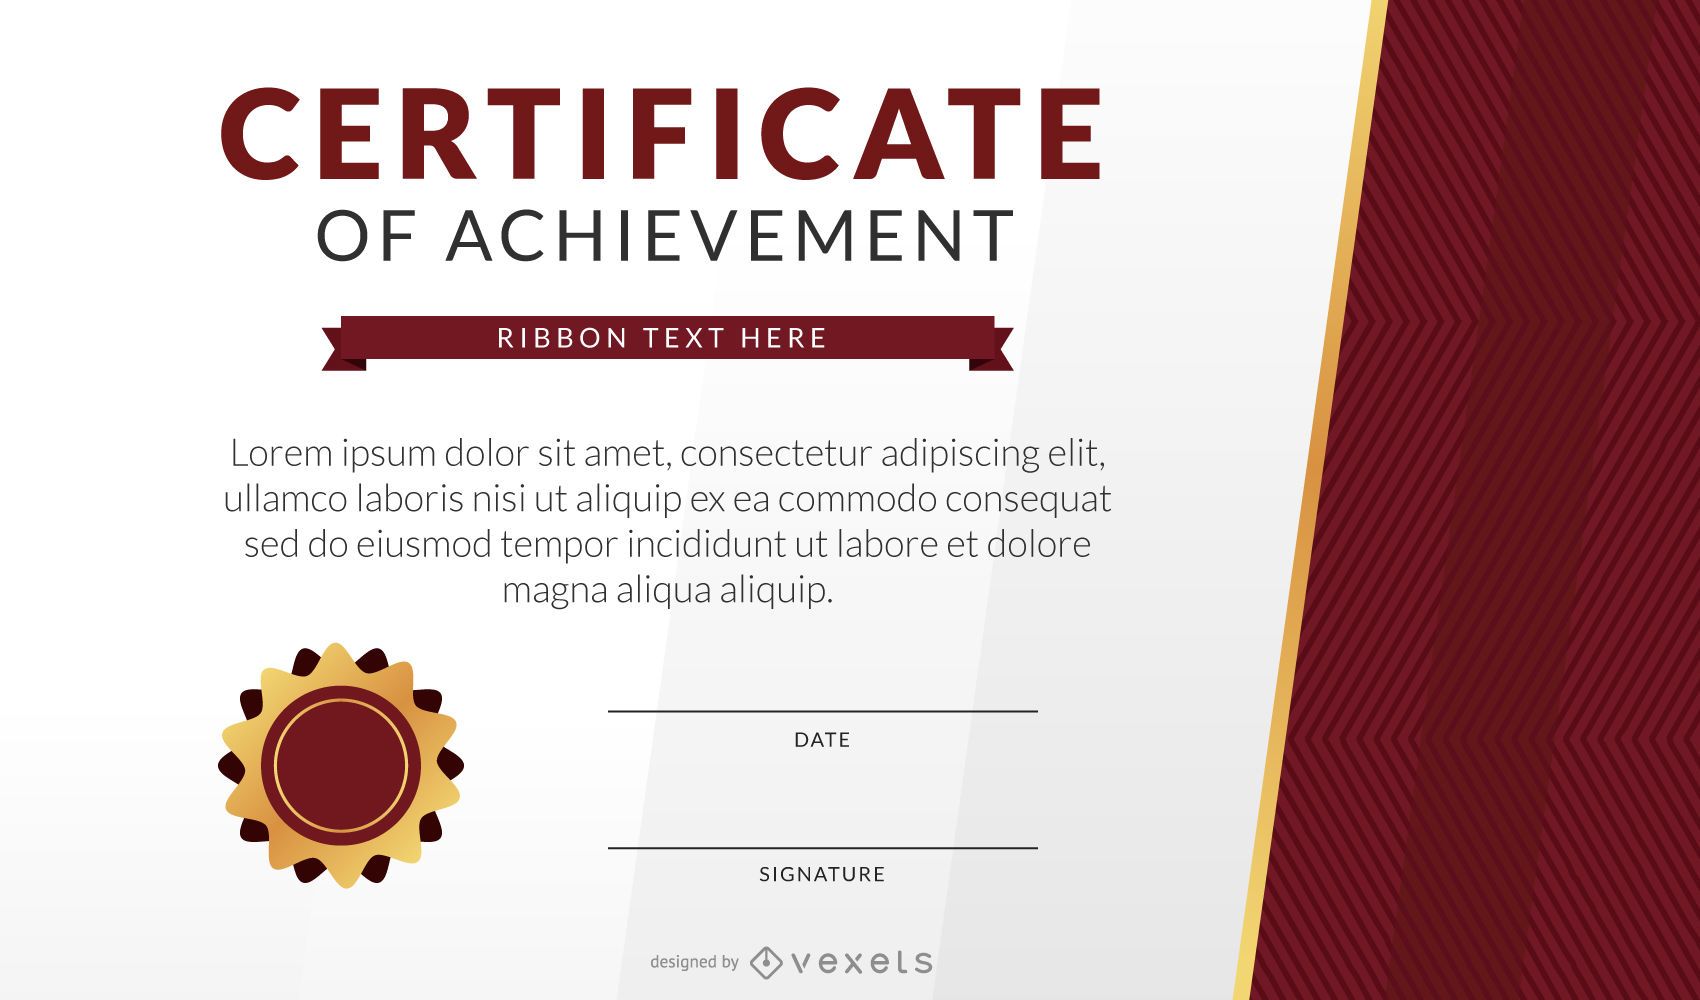 CERTIFICATE
OF ACHIEVEMENT
RIBBON TEXT HERE
Lorem ipsum dolor sit amet, consectetur adipiscing elit,
ullamco laboris nisi ut aliquip ex ea commodo consequat
sed do eiusmod tempor incididunt ut labore et dolore
magna aliqua aliquip.
DATE
SIGNATURE
designed by vexels